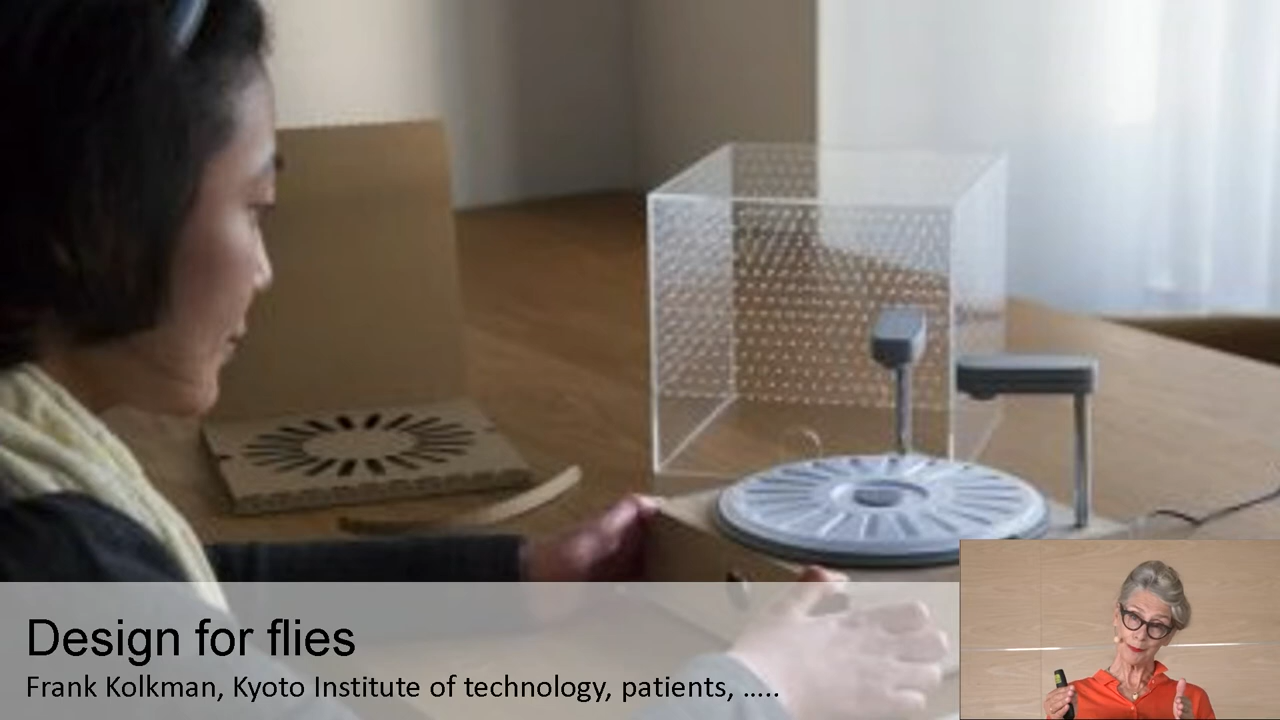 Design for flies
Frank Kolkman, Kyoto Institute of technology, patients, …..